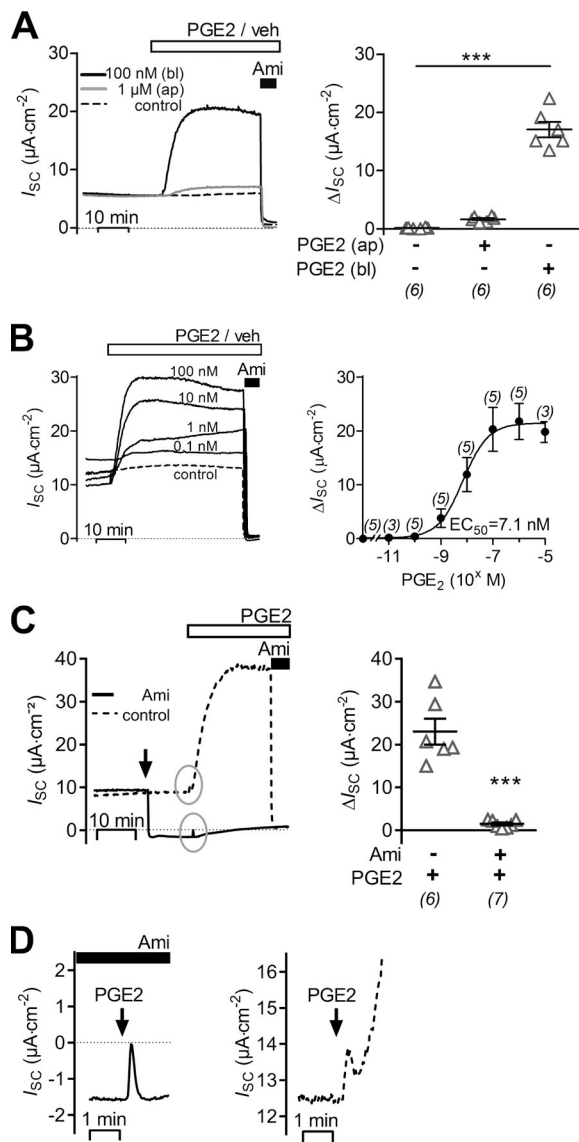 A
PGE2 / veh
Ami
100 nM (bl)
1 µM (ap)
control
ISC (µA·cm-2)
30
20
10
0
10 min
***
ΔISC (µA·cm-2)
30
20
10
0
PGE2 (ap) - + -
PGE2 (bl) - - +
(6) (6) (6)
B
PGE2 / veh
Ami
100 nM
10 nM
1 nM
0.1 nM
control
ISC (µA·cm-2)
30
20
10
0
10 min
ΔISC (µA·cm-2)
30
20
10
0
(5) (3) (5) (5) (5) (5) (5) (3)
EC50=7.1 nM
-11 -9 -7 -5
PGE2 (10x M)
C
PGE2
Ami
Ami
control
ISC (µA·cm-2)
40
30
20
10
0
10 min
***
ΔISC (µA·cm-2)
40
30
20
10
0
Ami - +
PGE2 + +
(6) (7)
D
Ami
PGE2
ISC (µA·cm-2)
2
1
0
-1
-2
1 min
PGE2
ISC (µA·cm-2)
16
15
14
13
12
1 min